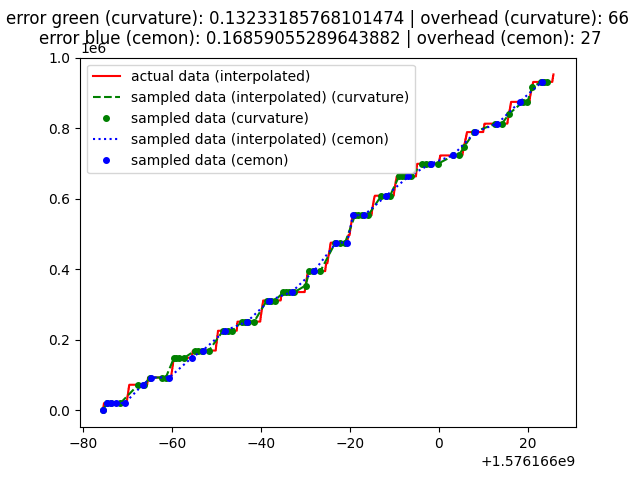 error green (curvature): 0.13233185768101474 | overhead (curvature): 66
error blue (cemon): 0.16859055289643882 | overhead (cemon): 27
1e6
actual data (interpolated)
sampled data (interpolated) (curvature)
sampled data (curvature)
sampled data (interpolated) (cemon)
sampled data (cemon)
1.0
0.8
0.6
0.4
0.2
0.0
−80 −60 −40 −20 0 20
+1.576166e9